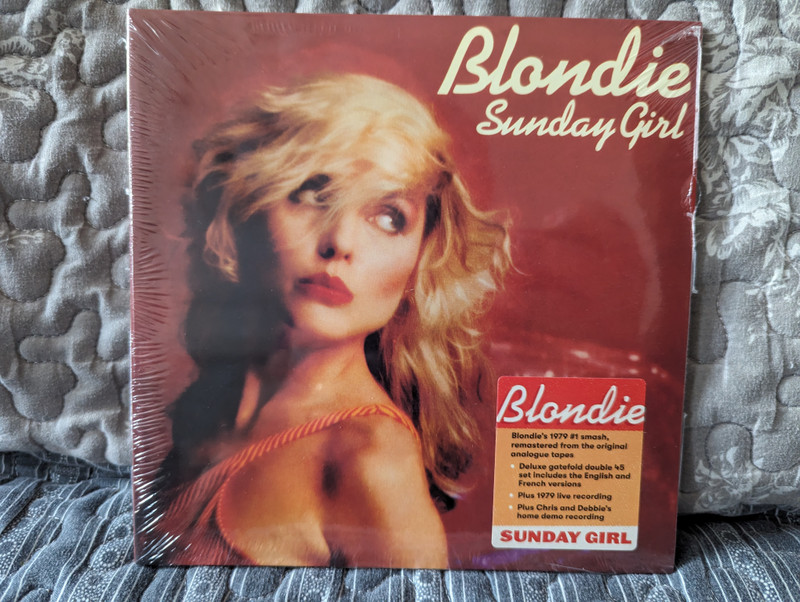 Blondie
Sunday Girl
Blondie
Blondie's 1979 #1 smash,
remastered from the original
analogue tapes
• Deluxe gatefold double 45
set includes the English and
French versions
• Plus 1979 live recording
• Plus Chris and Debbie's
home demo recording
SUNDAY GIRL